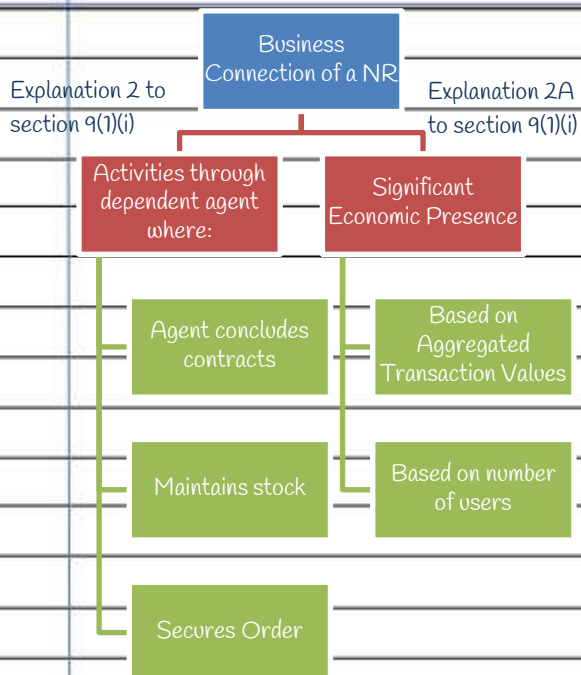 Business
Connection of a NR
Explanation 2 to
section 9(1)(i)
Explanation 2A
to section 9(1)(i)
Activities through
dependent agent
where:
Significant
Economic Presence
Agent concludes
contracts
Based on
Aggregated
Transaction Values
Maintains stock
Based on number
of users
Secures Order